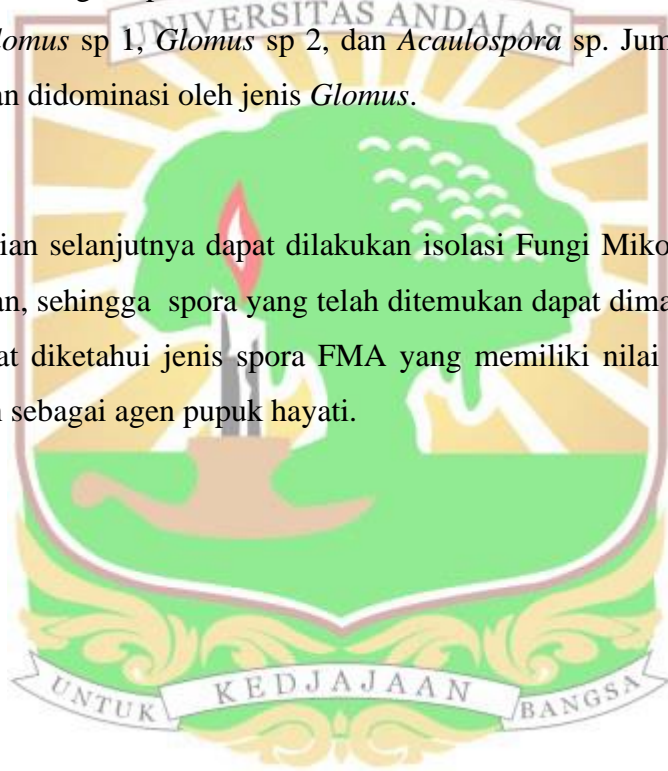 UNIVERSITAS ANDALAS
lomus sp 1, Glomus sp 2, dan Acaulospora sp. Jum
an didominasi oleh jenis Glomus.
ian selanjutnya dapat dilakukan isolasi Fungi Miko
an, sehingga spora yang telah ditemukan dapat dima
at diketahui jenis spora FMA yang memiliki nilai
sebagai agen pupuk hayati.
UNTUK KEDJAJAAN BANGSA